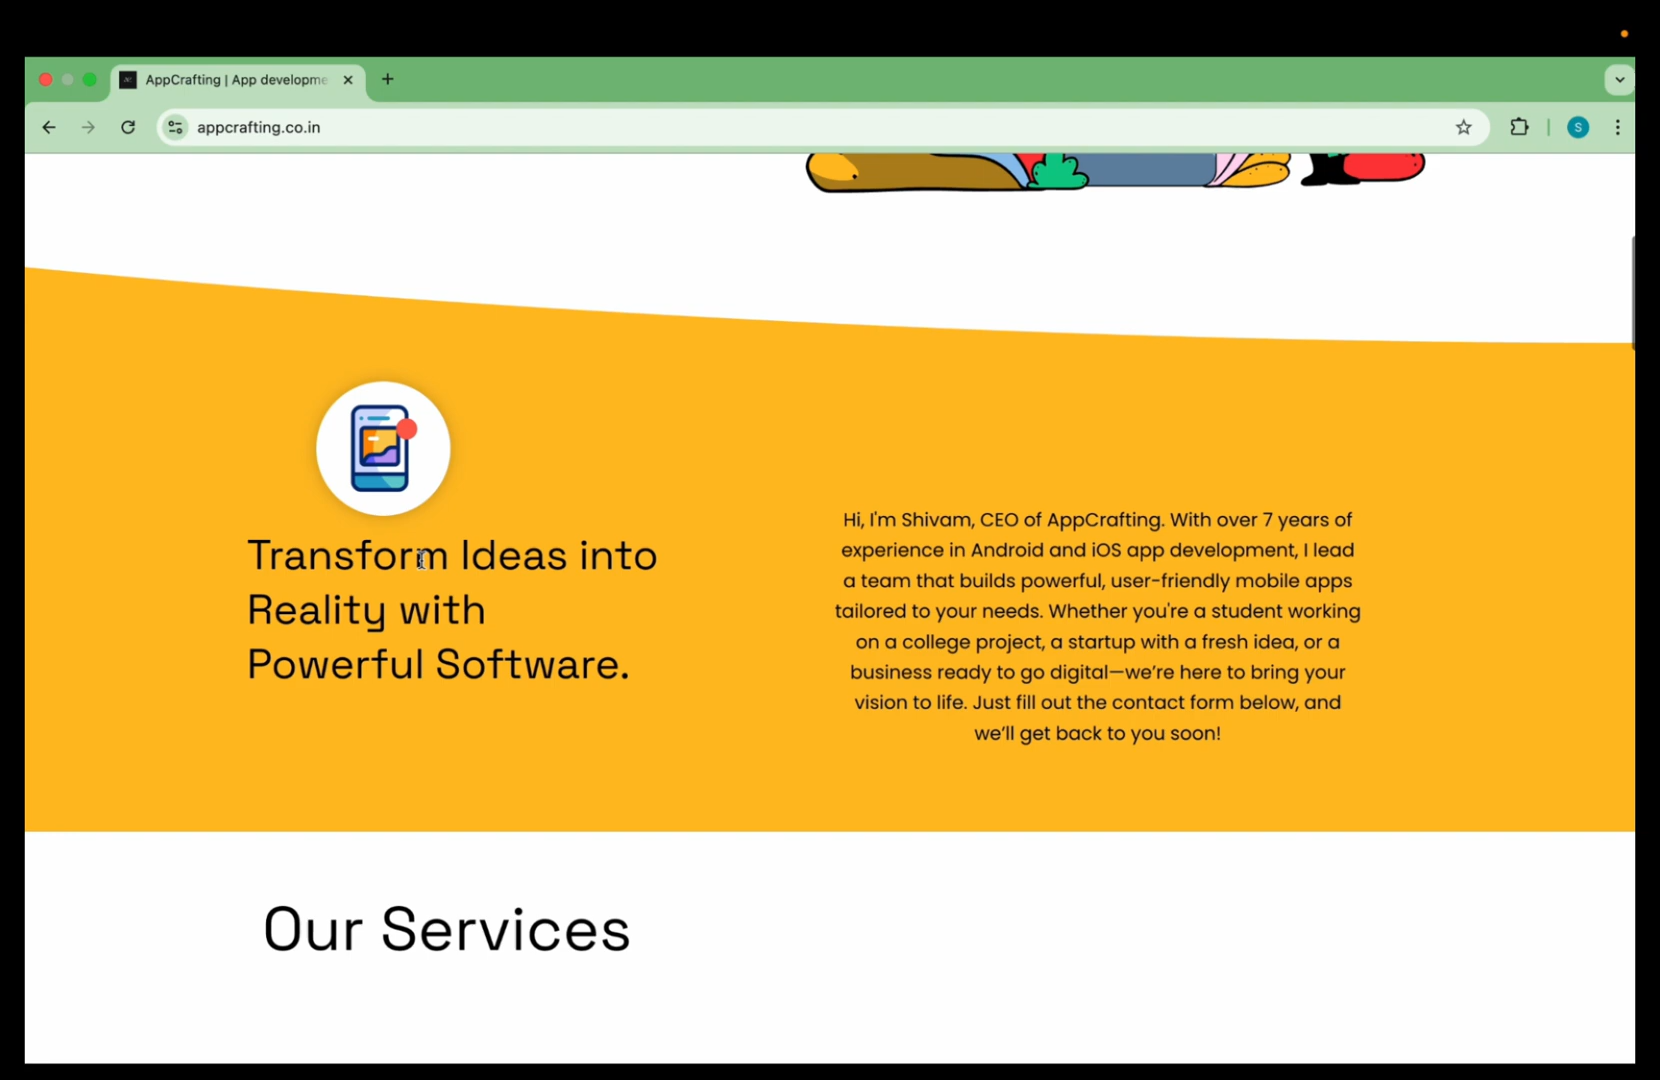 AppCrafting | App developme
appcrafting.co.in
S
Transform Ideas into
Reality with
Powerful Software.
Hi, I'm Shivam, CEO of AppCrafting. With over 7 years of
experience in Android and iOS app development, I lead
a team that builds powerful, user-friendly mobile apps
tailored to your needs. Whether you're a student working
on a college project, a startup with a fresh idea, or a
business ready to go digital—we’re here to bring your
vision to life. Just fill out the contact form below, and
we’ll get back to you soon!
Our Services